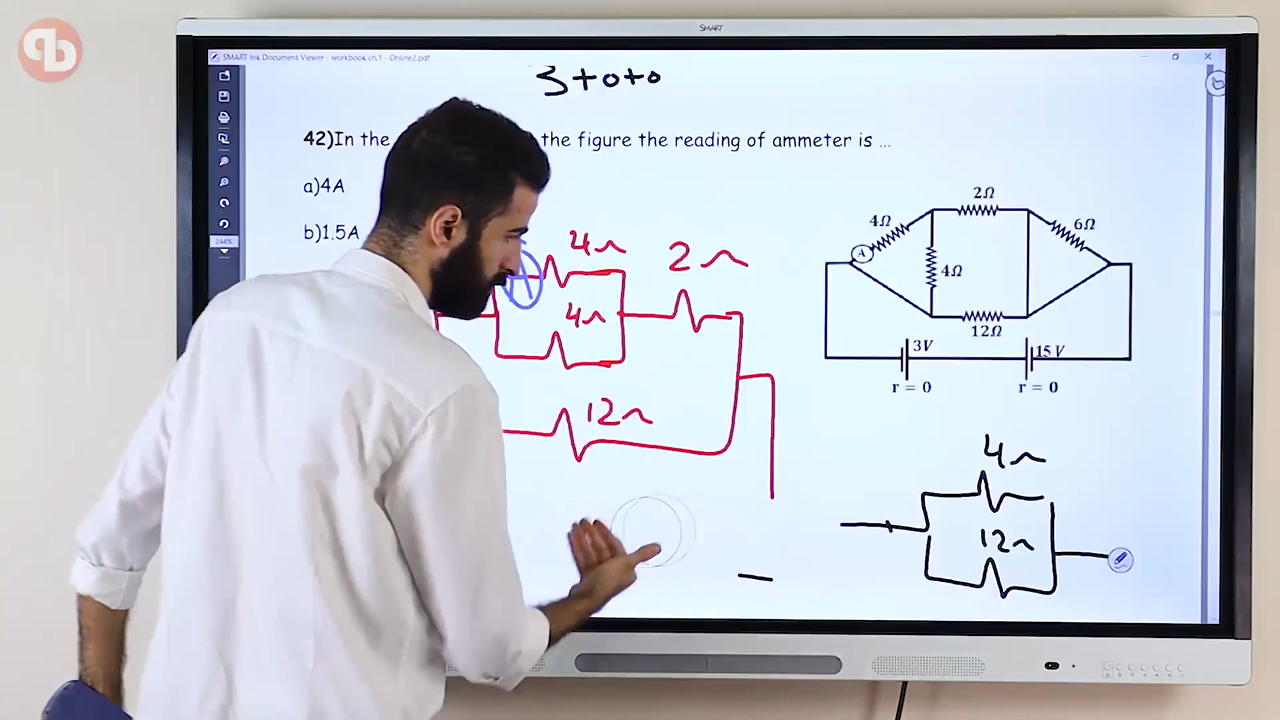 qb
SMART
SMART Ink Document Viewer - workbook ch,1 - Online2.pdf
3+0+0
42)In the
the figure the reading of ammeter is ...
a)4A
b)1.5A
244%
2Ω
4Ω
6Ω
A
4Ω
12Ω
3V
15V
r = 0
r = 0
4Ω
2Ω
A
4Ω
12Ω
4Ω
12Ω